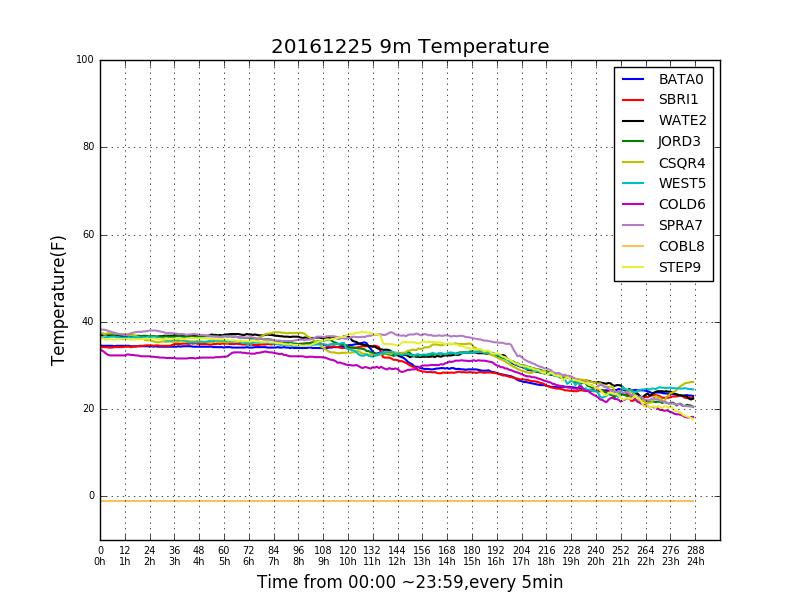 20161225 9m Temperature
100
80
60
40
20
0
Temperature(F)
BATA0
SBRI1
WATE2
JORD3
CSQR4
WEST5
COLD6
SPRA7
COBL8
STEP9
0 12 24 36 48 60 72 84 96 108 120 132 144 156 168 180 192 204 216 228 240 252 264 276 288
0h 1h 2h 3h 4h 5h 6h 7h 8h 9h 10h 11h 12h 13h 14h 15h 16h 17h 18h 19h 20h 21h 22h 23h 24h
Time from 00:00 ~23:59,every 5min